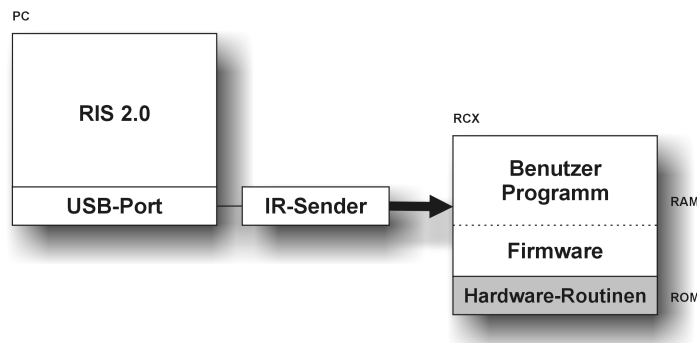 PC
RIS 2.0
USB-Port
IR-Sender
RCX
Benutzer
Programm
RAM
Firmware
Hardware-Routinen
ROM